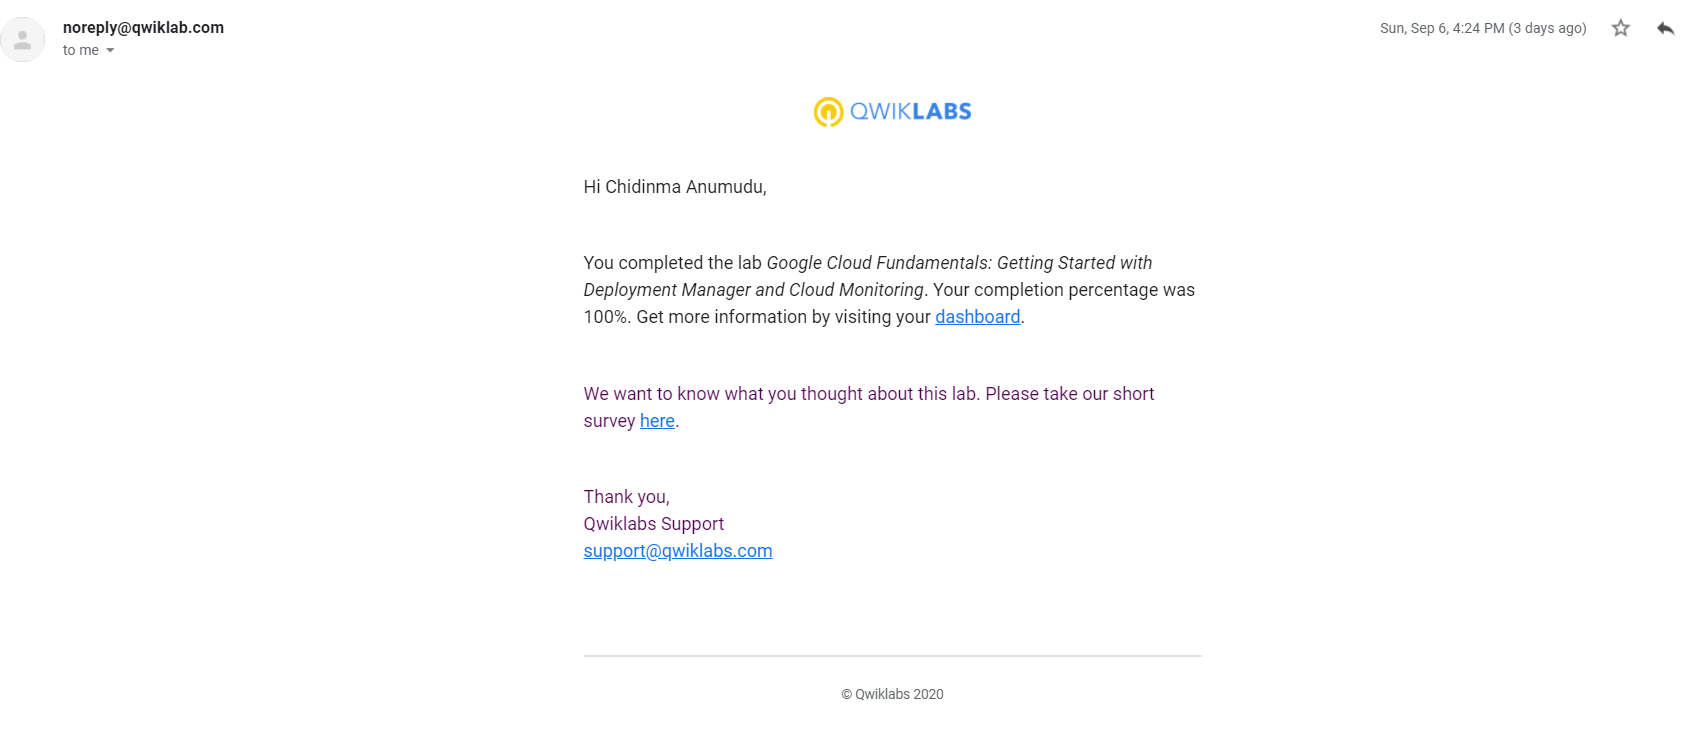 noreply@qwiklab.com
Sun, Sep 6, 4:24 PM (3 days ago)
to me
QWIKLABS
Hi Chidinma Anumudu,
You completed the lab Google Cloud Fundamentals: Getting Started with
Deployment Manager and Cloud Monitoring. Your completion percentage was
100%. Get more information by visiting your dashboard.
We want to know what you thought about this lab. Please take our short
survey here.
Thank you,
Qwiklabs Support
support@qwiklabs.com
© Qwiklabs 2020